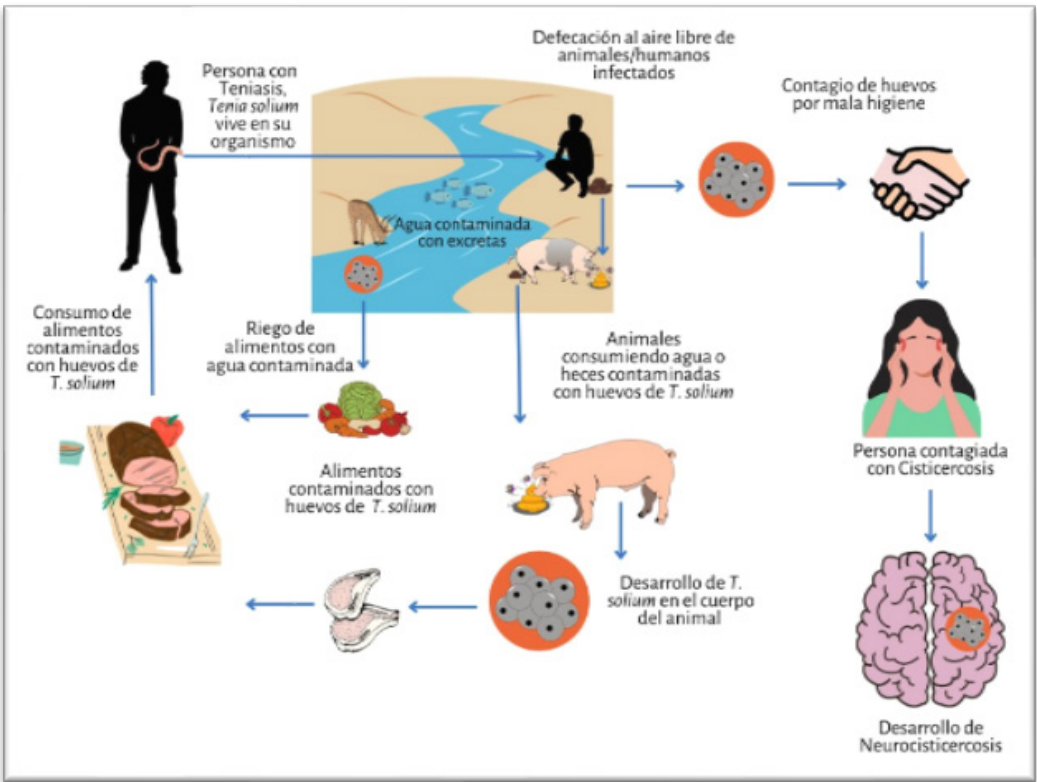 Defecación al aire libre de
animales/humanos
infectados
Persona con
Teniasis,
Tenia solium
vive en su
organismo
Contagio de huevos
por mala higiene
Agua contaminada
con excretas
Consumo de
alimentos
contaminados
con huevos de
T. solium
Riego de
alimentos con
agua contaminada
Animales
consumiendo agua o
heces contaminadas
con huevos de T. solium
Persona contagiada
con Cisticercosis
Alimentos
contaminados con
huevos de T. solium
Desarrollo de T.
solium en el cuerpo
del animal
Desarrollo de
Neurocisticercosis